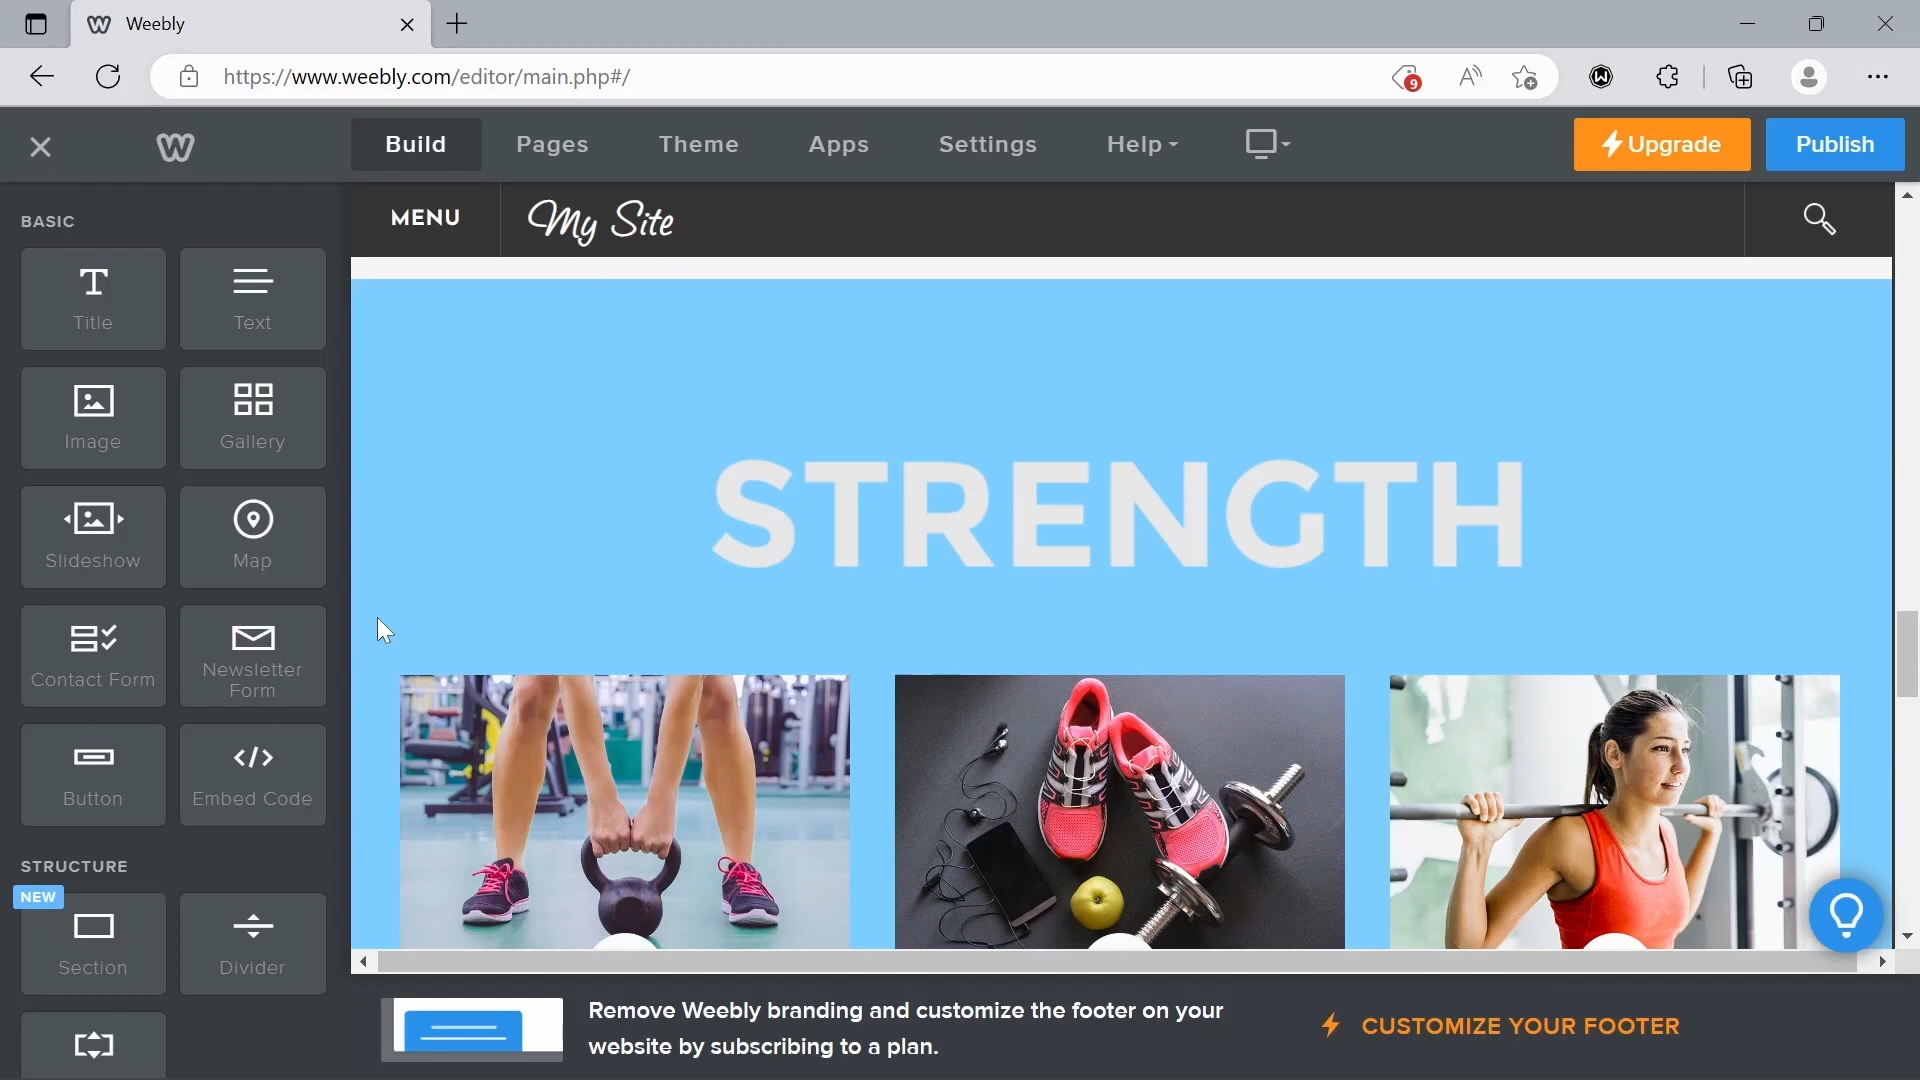 Weebly
https://www.weebly.com/editor/main.php#/
9
Build
Pages
Theme
Apps
Settings
Help
Upgrade
Publish
BASIC
Title
Text
Image
Gallery
Slideshow
Map
Contact Form
Newsletter
Form
Button
Embed Code
STRUCTURE
NEW
Section
Divider
MENU
My Site
STRENGTH
Remove Weebly branding and customize the footer on your
website by subscribing to a plan.
CUSTOMIZE YOUR FOOTER